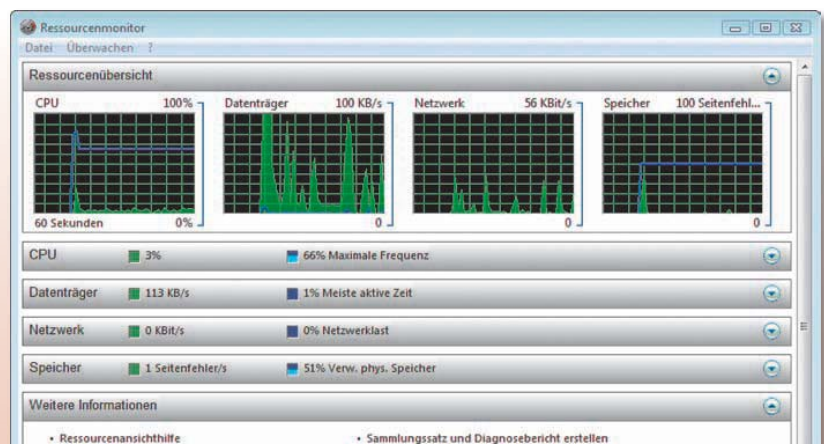 Ressourcenmonitor
Datei Überwachen ?
Ressourcenübersicht
CPU 100% Datenträger 100 KB/s Netzwerk 56 KBit/s Speicher 100 Seitenfehl...
60 Sekunden 0% 0 0 0
CPU 3% 66% Maximale Frequenz
Datenträger 113 KB/s 1% Meiste aktive Zeit
Netzwerk 0 KBit/s 0% Netzwerklast
Speicher 1 Seitenfehler/s 51% Verw. phys. Speicher
Weitere Informationen
• Ressourcenansichthilfe • Sammlungssatz und Diagnosebericht erstellen